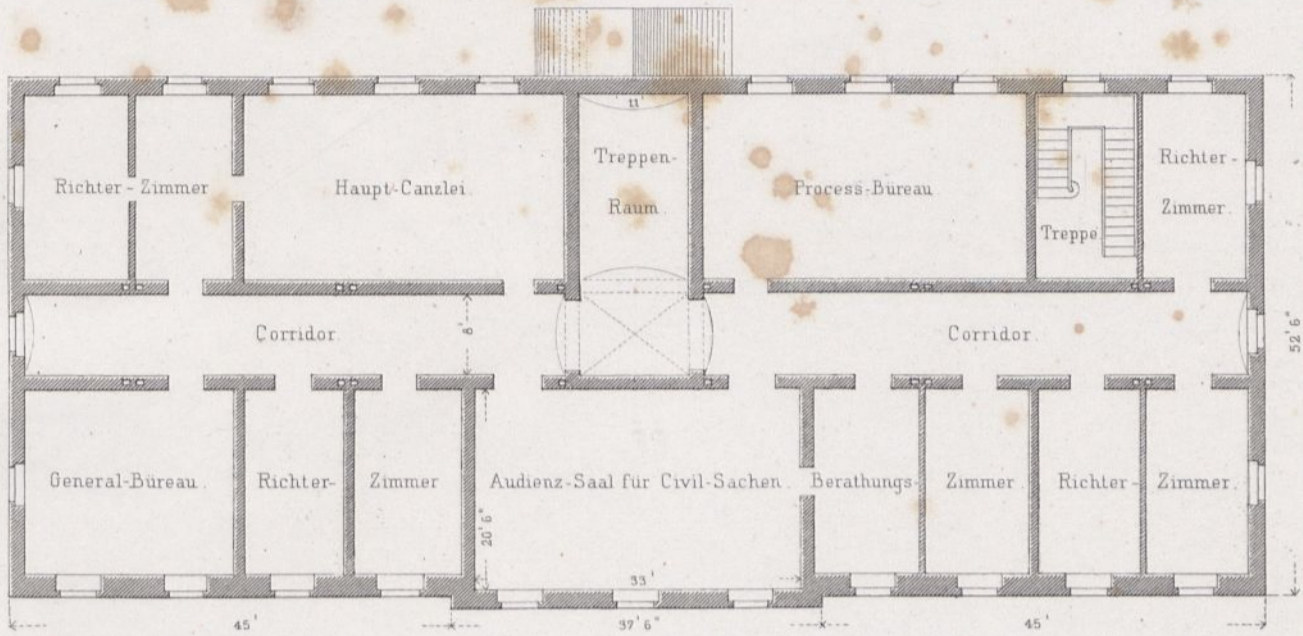 11'
Treppen-
Raum.
Richter-Zimmer
Haupt-Canzlei.
Process-Büreau.
Richter-
Zimmer.
Treppe
Corridor.
8'
Corridor.
52' 6"
General-Büreau.
Richter-
Zimmer
Audienz-Saal für Civil-Sachen.
Berathungs-
Zimmer.
Richter-
Zimmer.
20' 6"
33'
45'
37' 6"
45'